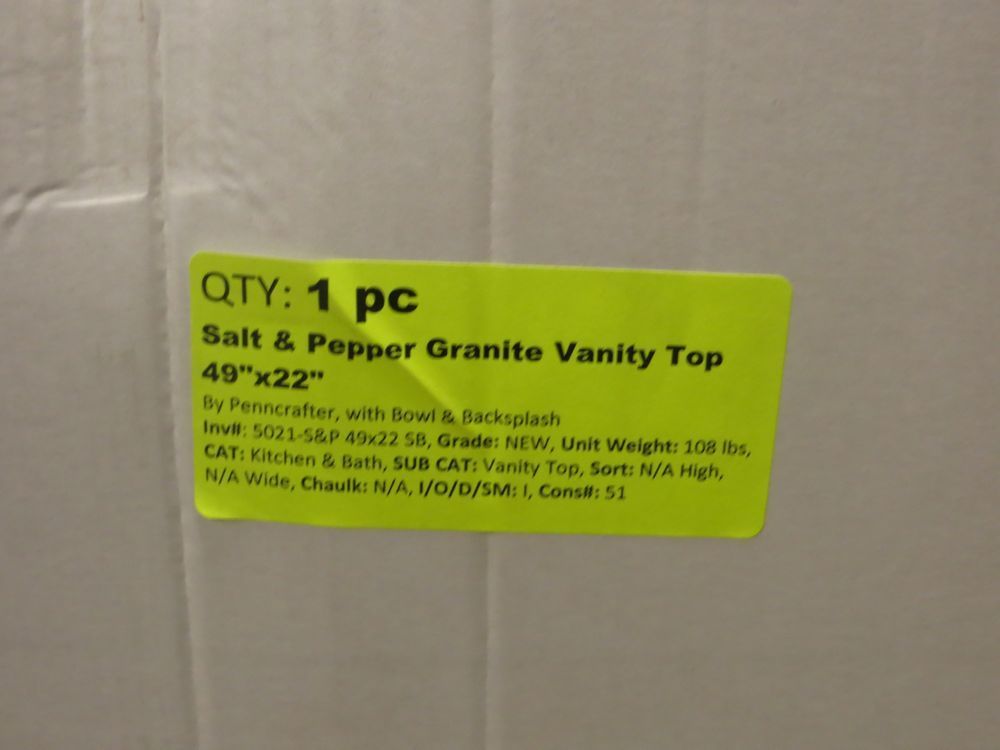 QTY: 1 pc
Salt & Pepper Granite Vanity Top
49"x22"
By Penncrafter, with Bowl & Backsplash
Inv#: 5021-S&P 49x22 SB, Grade: NEW, Unit Weight: 108 lbs,
CAT: Kitchen & Bath, SUB CAT: Vanity Top, Sort: N/A High,
N/A Wide, Chaulk: N/A, I/O/D/SM: I, Cons#: 51